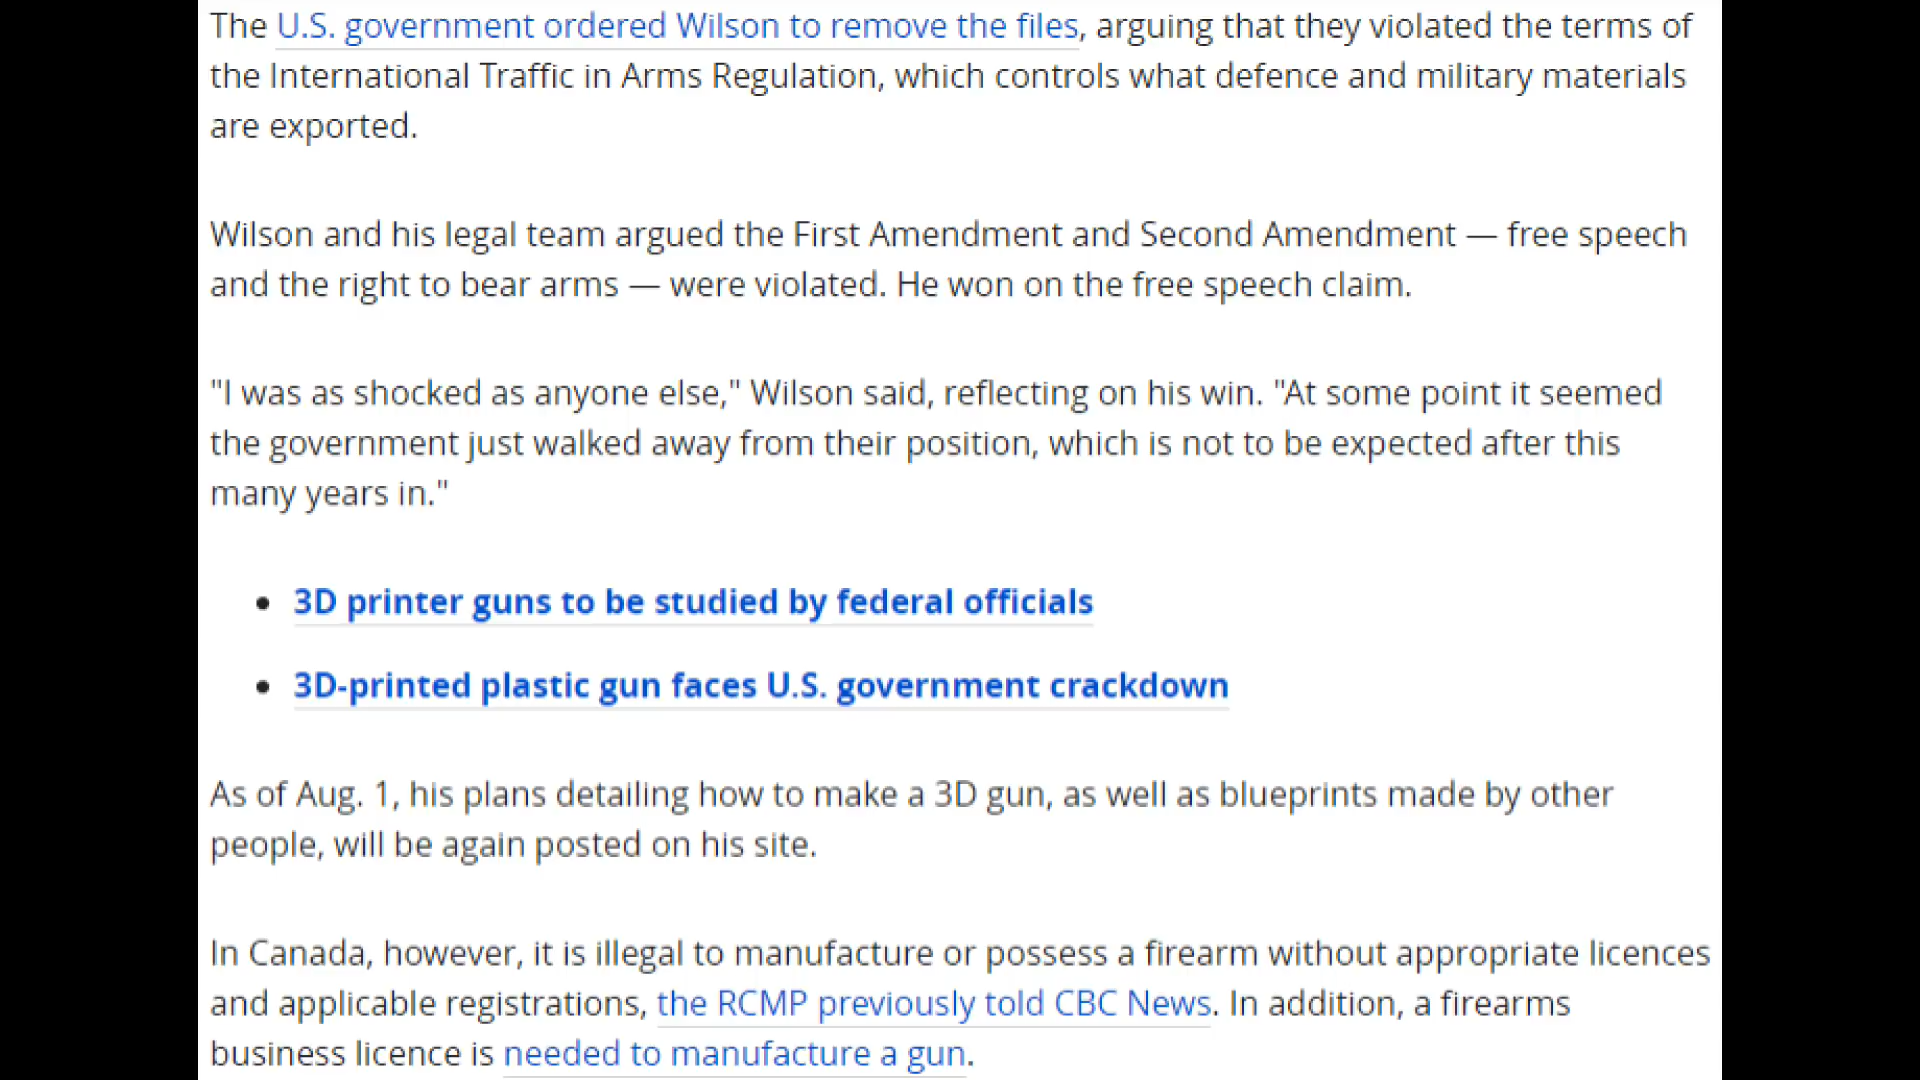 The U.S. government ordered Wilson to remove the files, arguing that they violated the terms of
the International Traffic in Arms Regulation, which controls what defence and military materials
are exported.
Wilson and his legal team argued the First Amendment and Second Amendment — free speech
and the right to bear arms — were violated. He won on the free speech claim.
"I was as shocked as anyone else," Wilson said, reflecting on his win. "At some point it seemed
the government just walked away from their position, which is not to be expected after this
many years in."
• 3D printer guns to be studied by federal officials
• 3D-printed plastic gun faces U.S. government crackdown
As of Aug. 1, his plans detailing how to make a 3D gun, as well as blueprints made by other
people, will be again posted on his site.
In Canada, however, it is illegal to manufacture or possess a firearm without appropriate licences
and applicable registrations, the RCMP previously told CBC News. In addition, a firearms
business licence is needed to manufacture a gun.